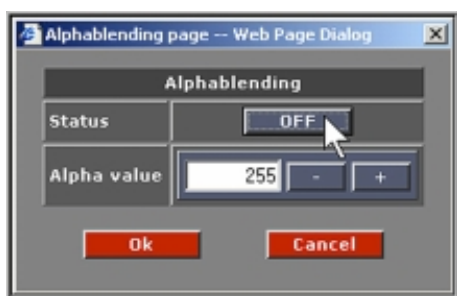 Alphablending page -- Web Page Dialog
Alphablending
Status OFF
Alpha value 255 - +
Ok Cancel